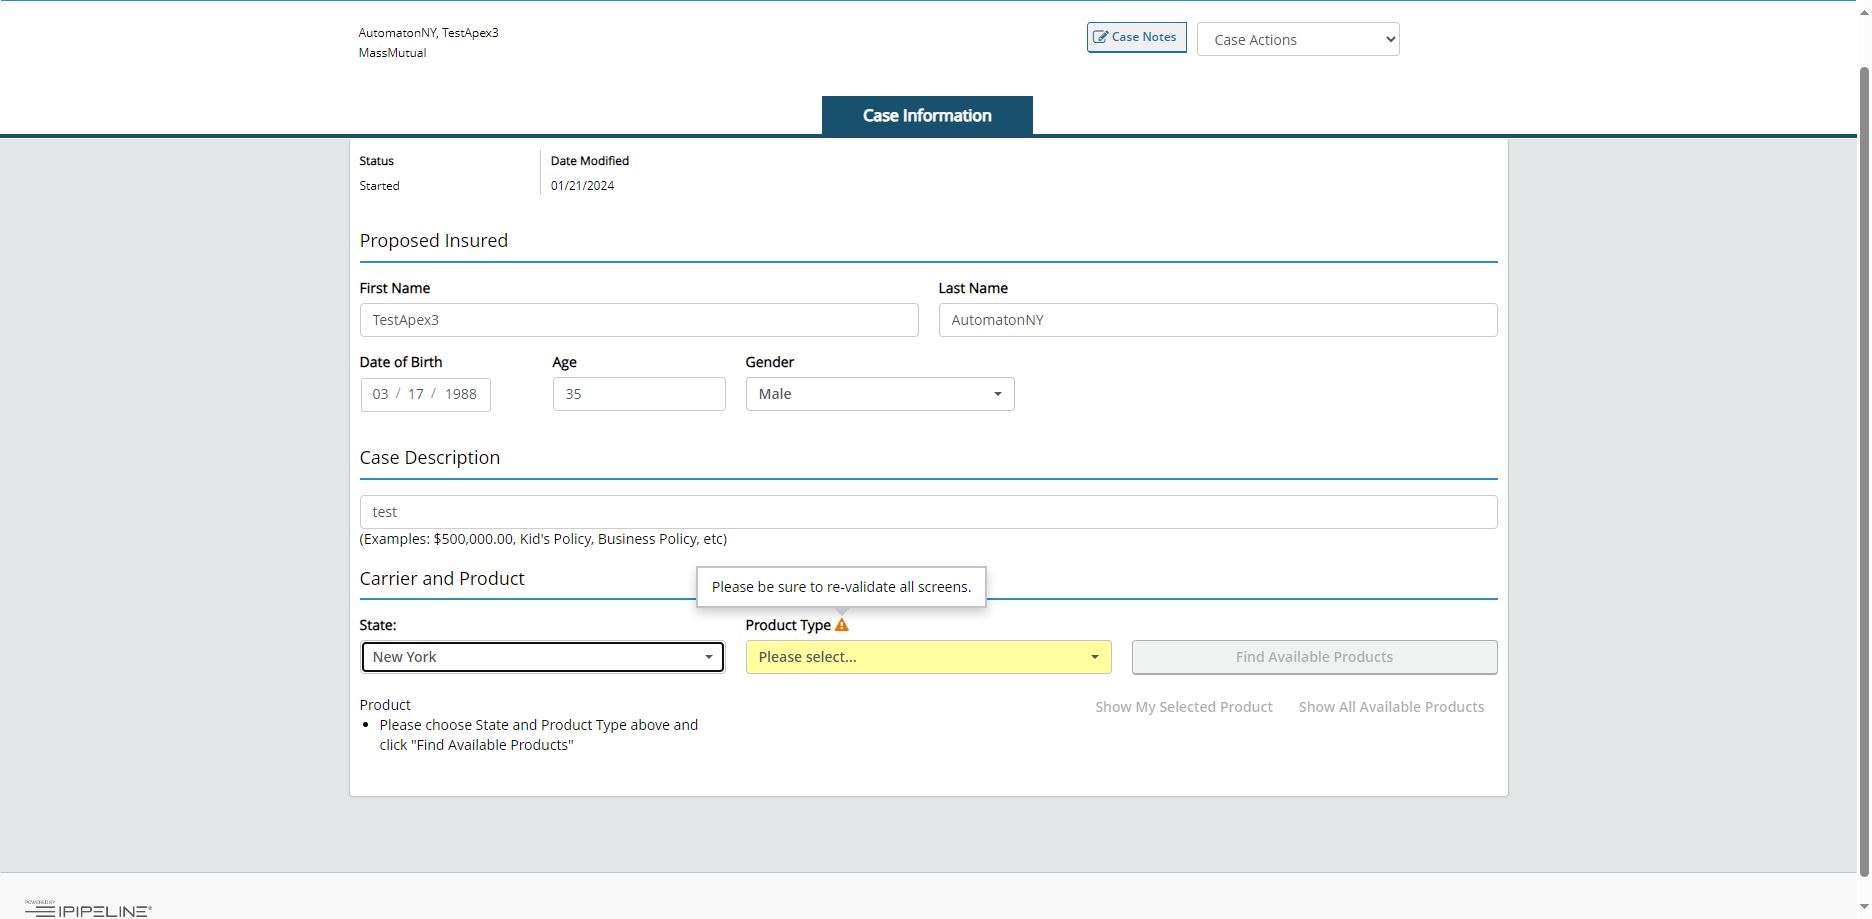 AutomatonNY, TestApex3
MassMutual
Case Notes
Case Actions
Case Information
Status
Date Modified
Started
01/21/2024
Proposed Insured
First Name
Last Name
TestApex3
AutomatonNY
Date of Birth
Age
Gender
03 / 17 / 1988
35
Male
Case Description
test
(Examples: $500,000.00, Kid's Policy, Business Policy, etc)
Carrier and Product
Please be sure to re-validate all screens.
State:
Product Type
New York
Please select...
Find Available Products
Product
Show My Selected Product
Show All Available Products
• Please choose State and Product Type above and
click "Find Available Products"
POWERED BY
IPIPELINE®